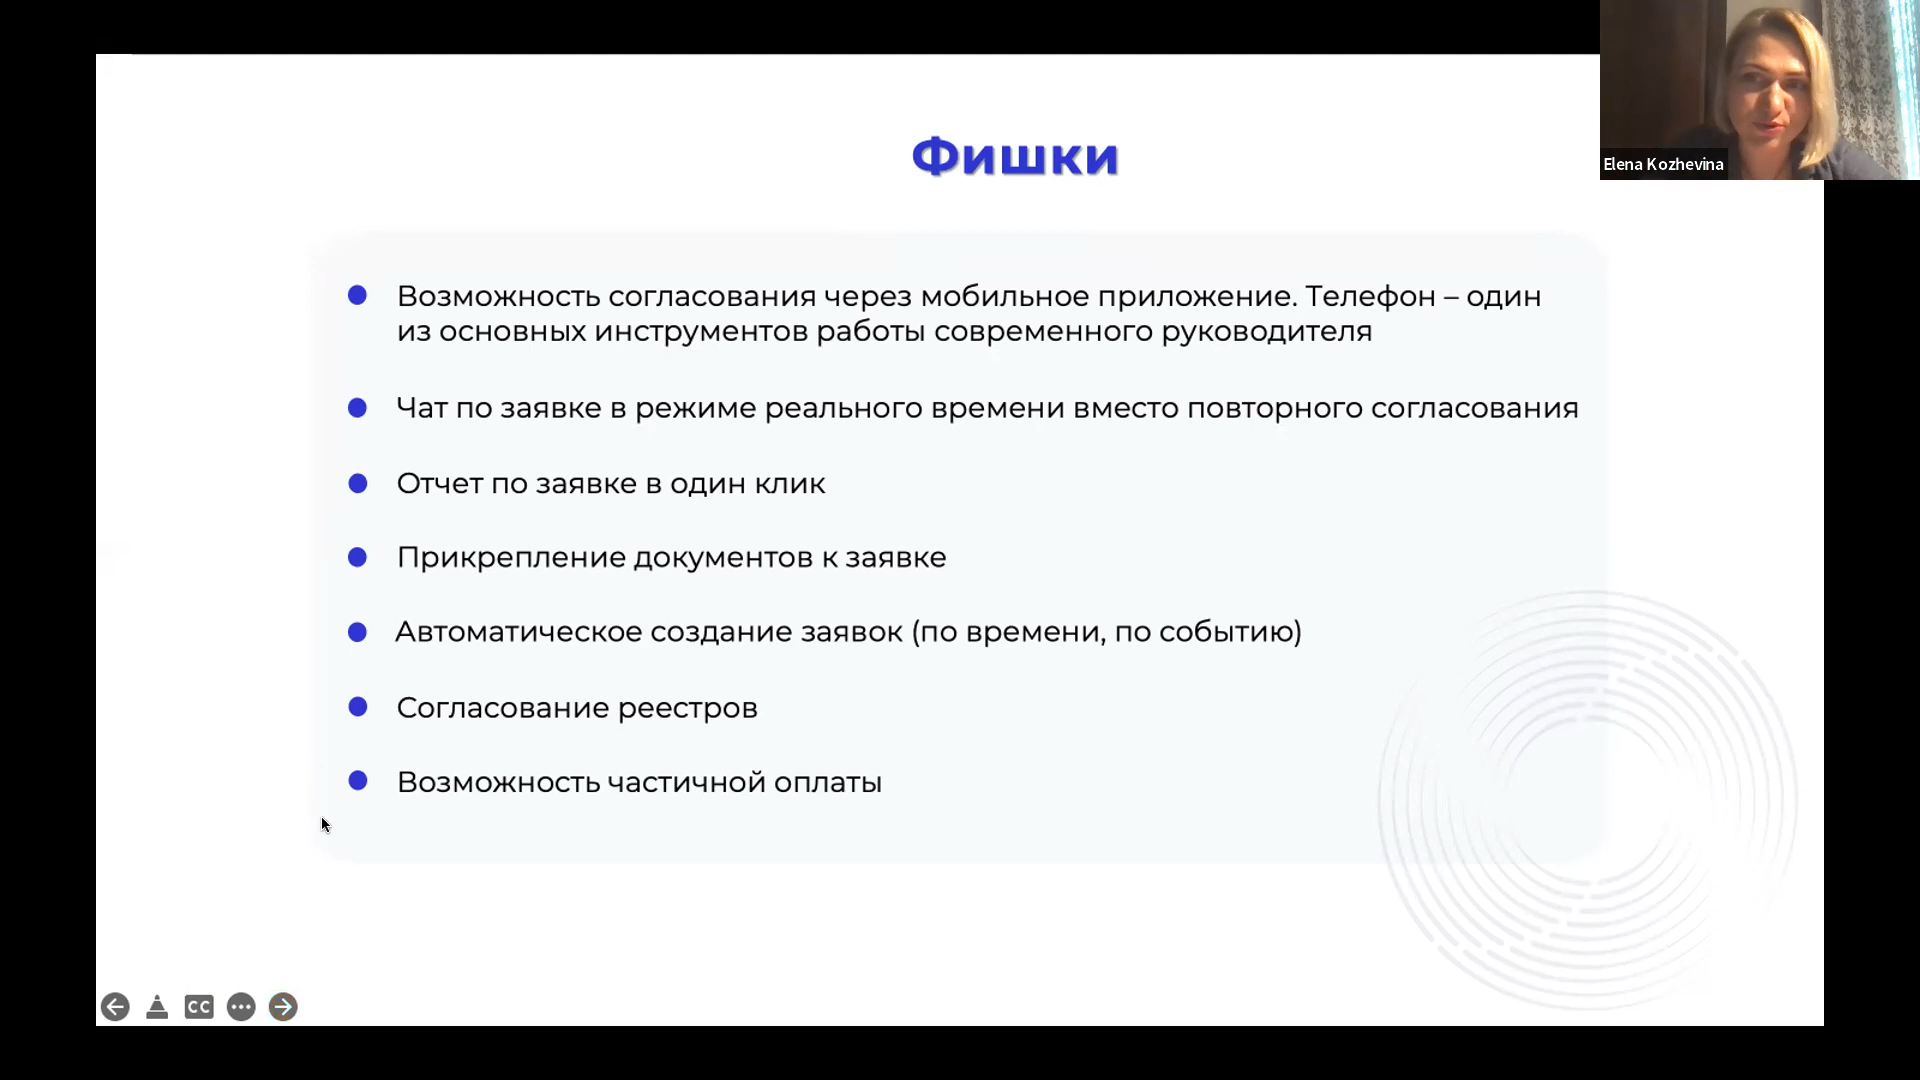 Фишки
Elena Kozhevina
Возможность согласования через мобильное приложение. Телефон – один
из основных инструментов работы современного руководителя
Чат по заявке в режиме реального времени вместо повторного согласования
Отчет по заявке в один клик
Прикрепление документов к заявке
Автоматическое создание заявок (по времени, по событию)
Согласование реестров
Возможность частичной оплаты
CC